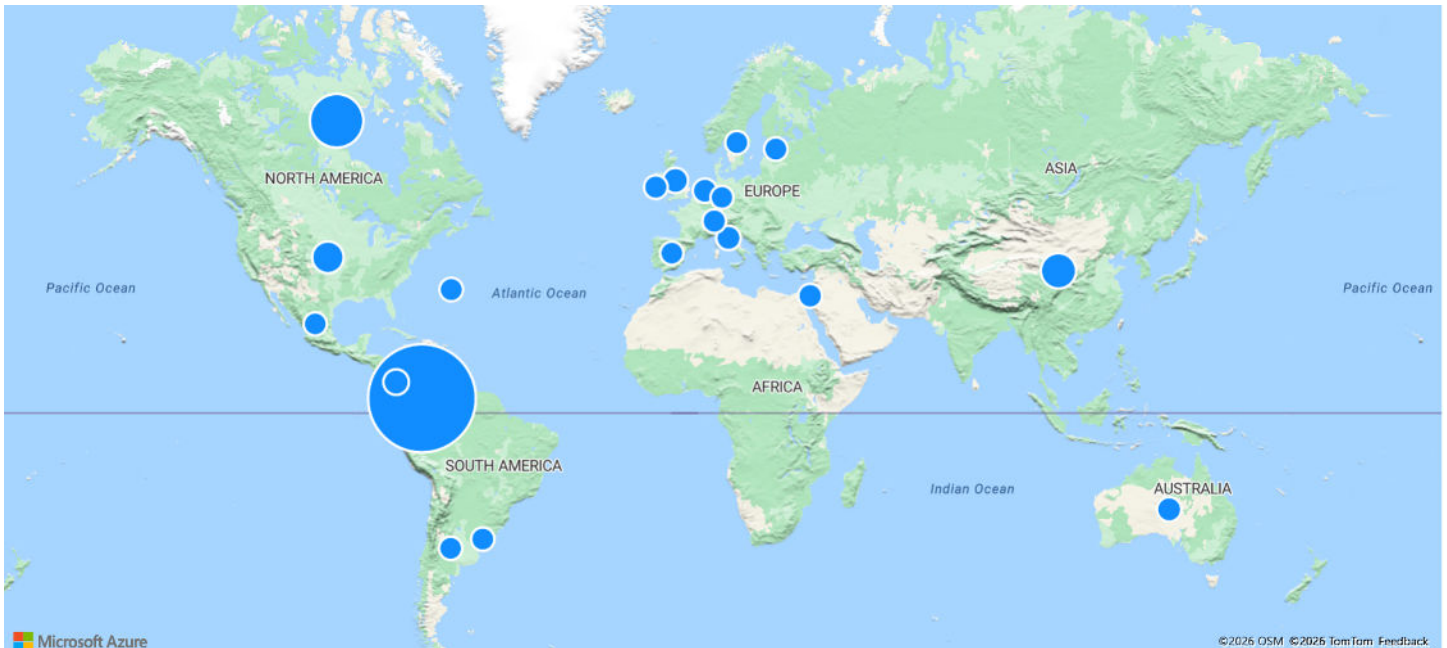 ASIA
NORTH AMERICA
EUROPE
Pacific Ocean
Atlantic Ocean
Pacific Ocean
AFRICA
SOUTH AMERICA
Indian Ocean
AUSTRALIA
Microsoft Azure
©2026 OSM ©2026 TomTom Feedback